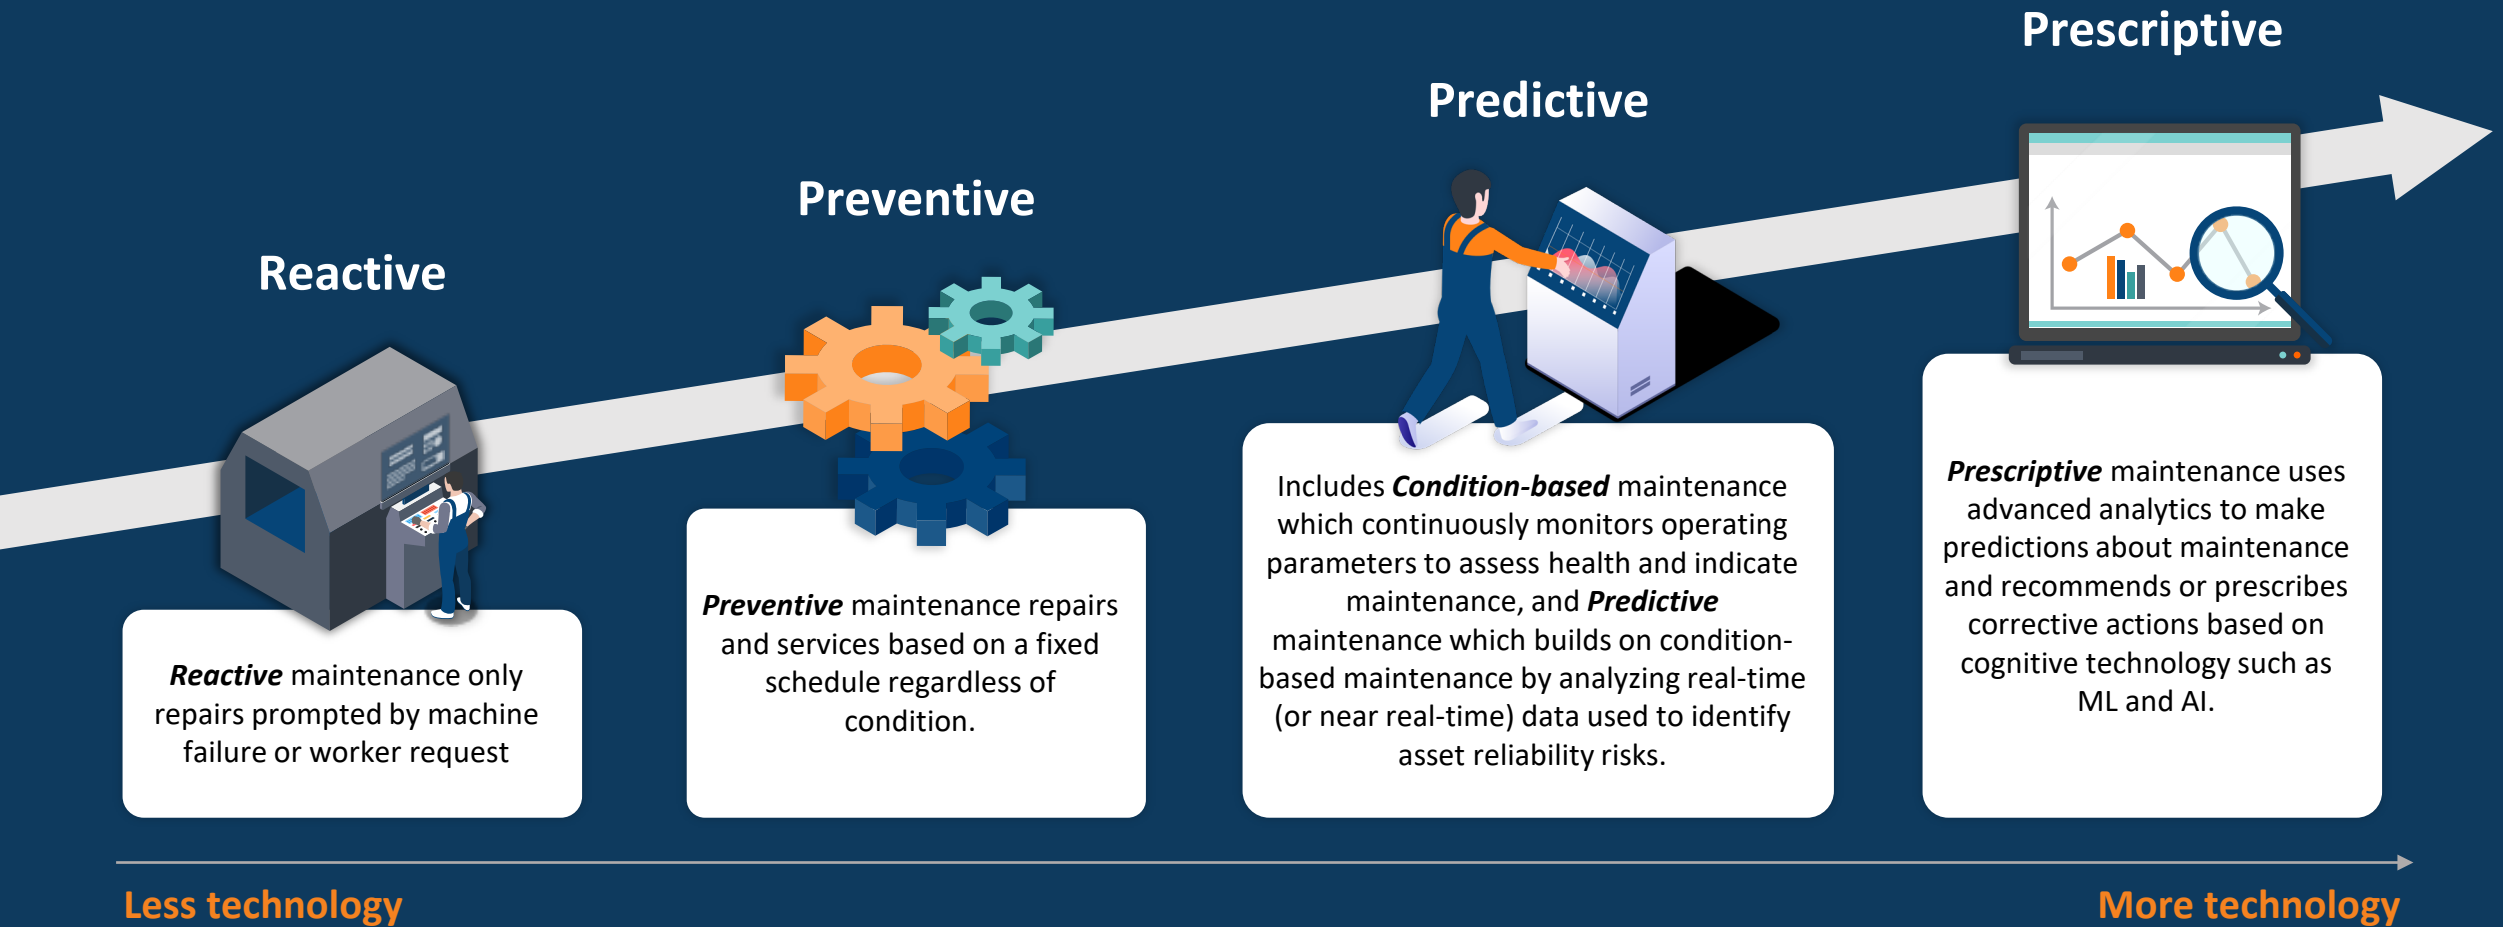 Reactive
Preventive
Predictive
Prescriptive
Reactive maintenance only
repairs prompted by machine
failure or worker request
Preventive maintenance repairs
and services based on a fixed
schedule regardless of
condition.
Includes Condition-based maintenance
which continuously monitors operating
parameters to assess health and indicate
maintenance, and Predictive
maintenance which builds on condition-
based maintenance by analyzing real-time
(or near real-time) data used to identify
asset reliability risks.
Prescriptive maintenance uses
advanced analytics to make
predictions about maintenance
and recommends or prescribes
corrective actions based on
cognitive technology such as
ML and AI.
Less technology
More technology